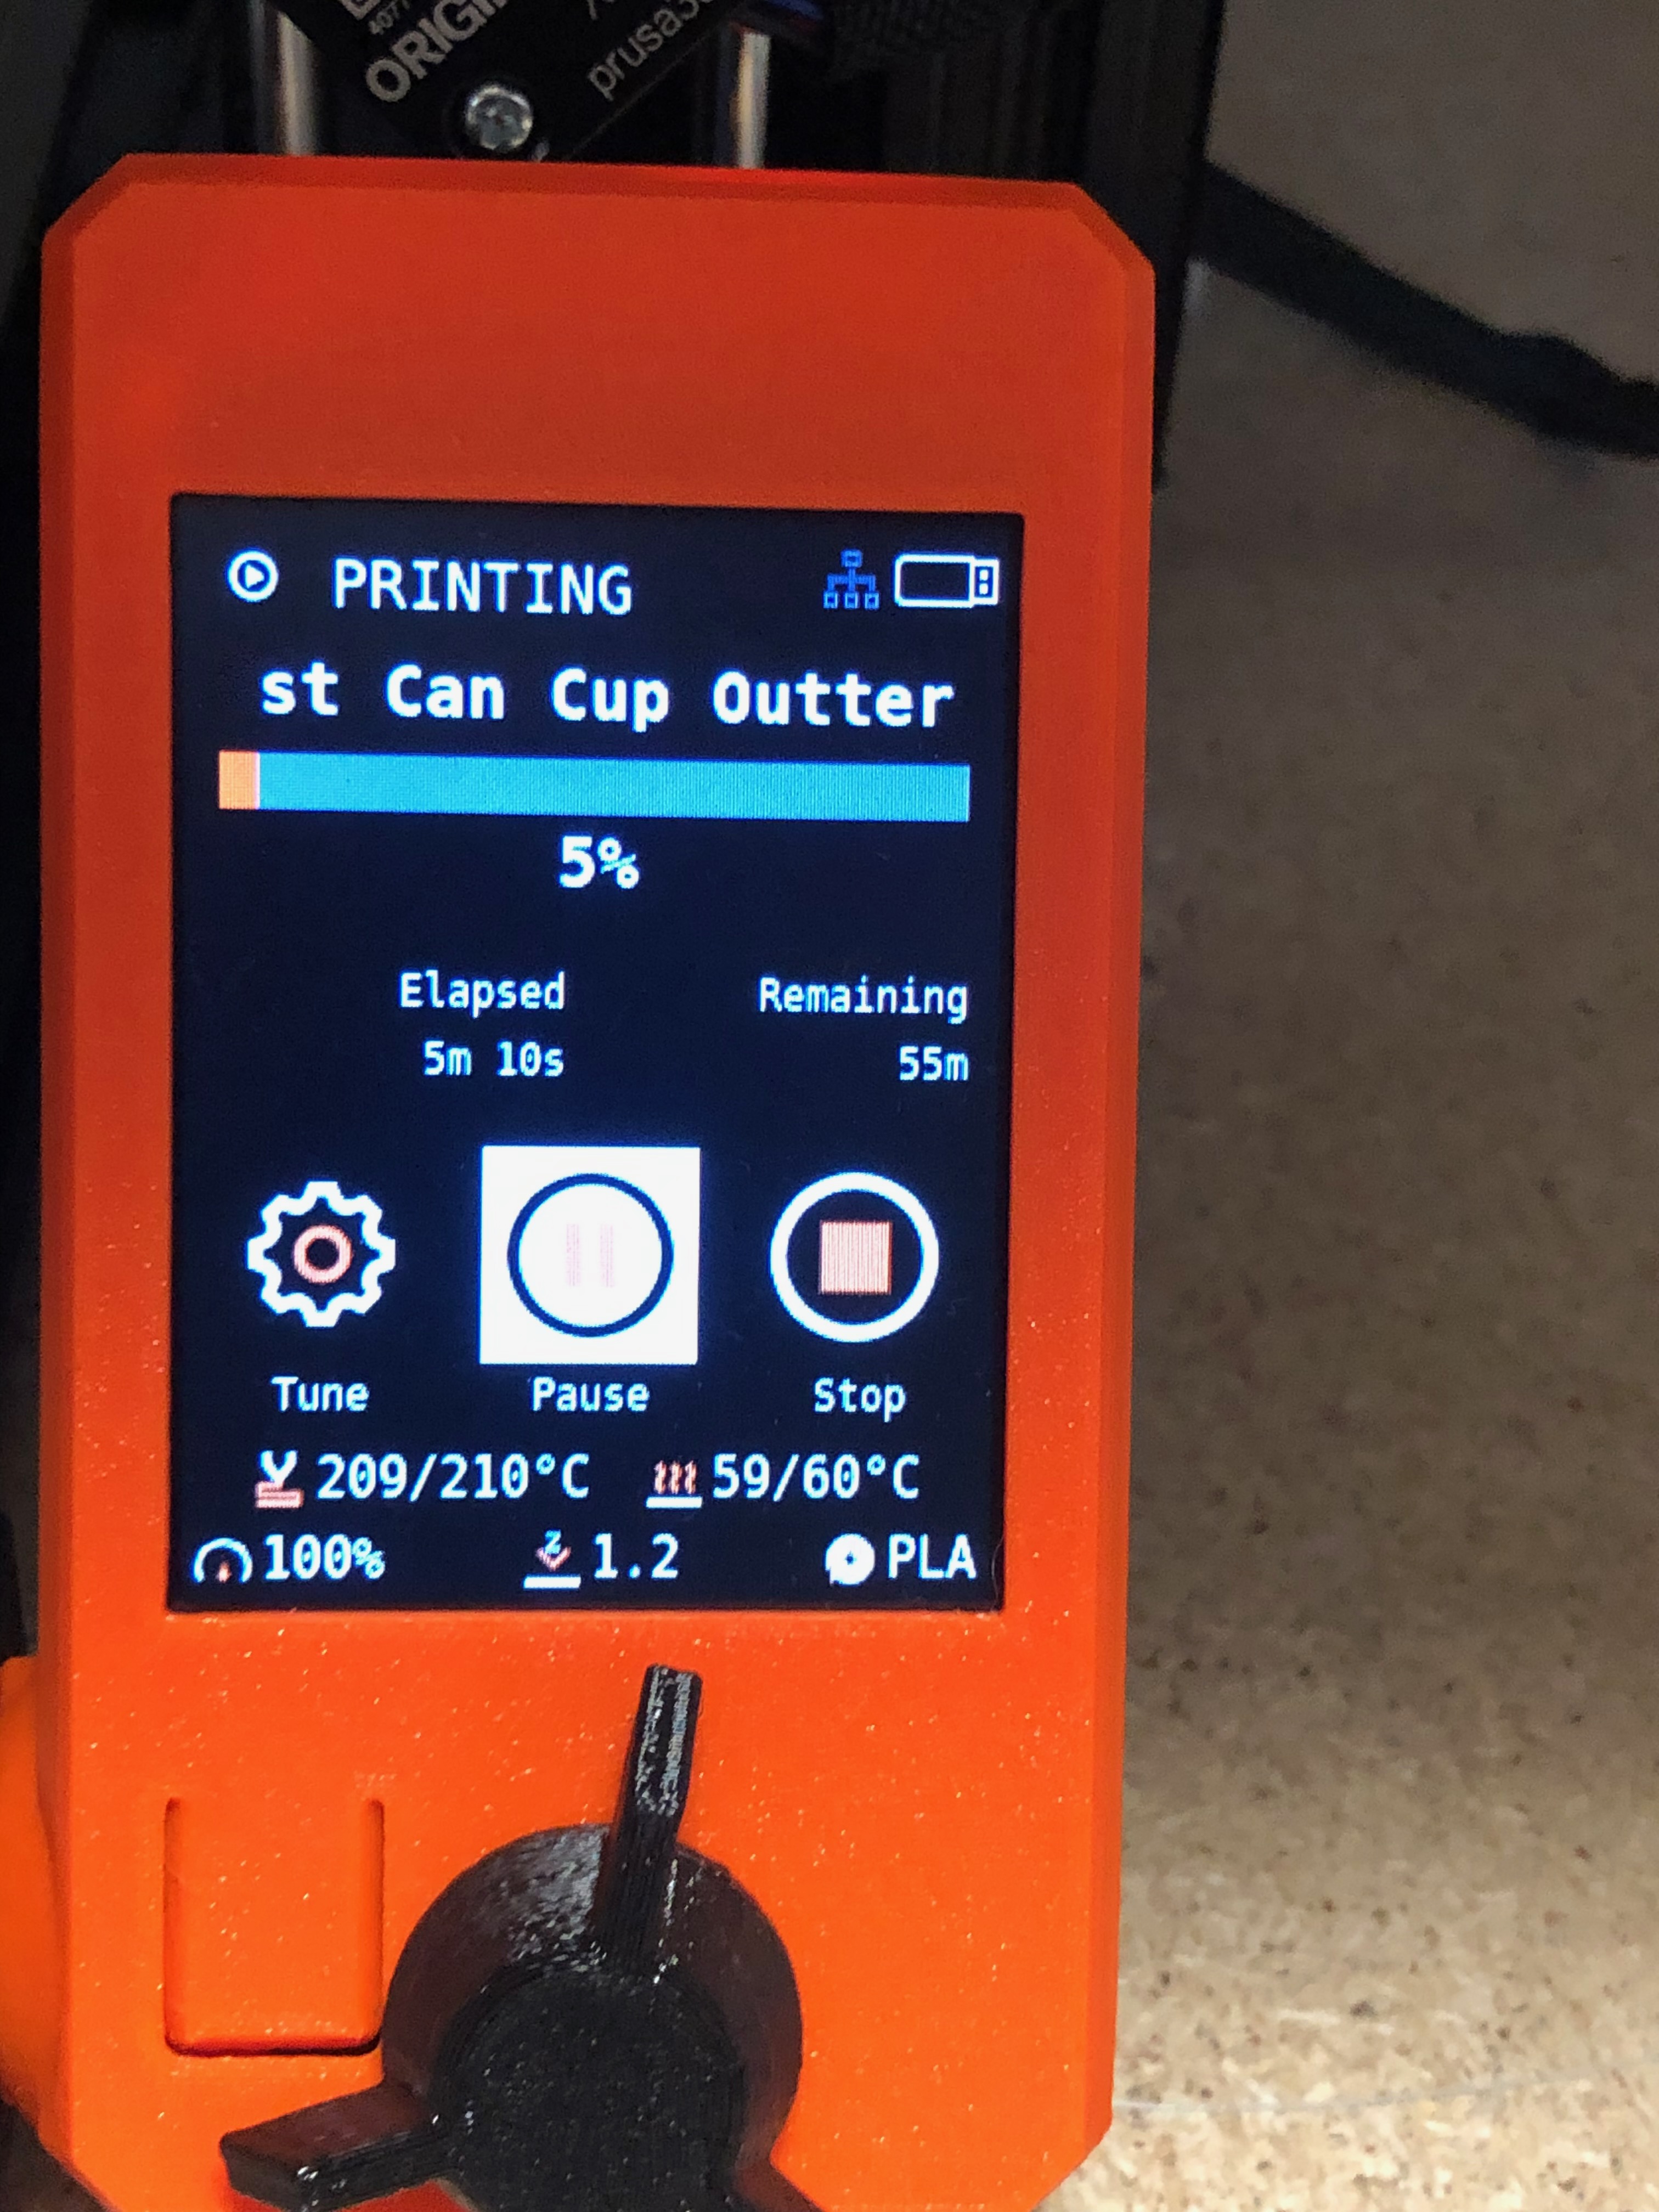 ORIGI
prusa3
PRINTING
st Can Cup Outter
5%
Elapsed Remaining
5m 10s 55m
Tune Pause Stop
209/210°C 59/60°C
100% Z 1.2 PLA